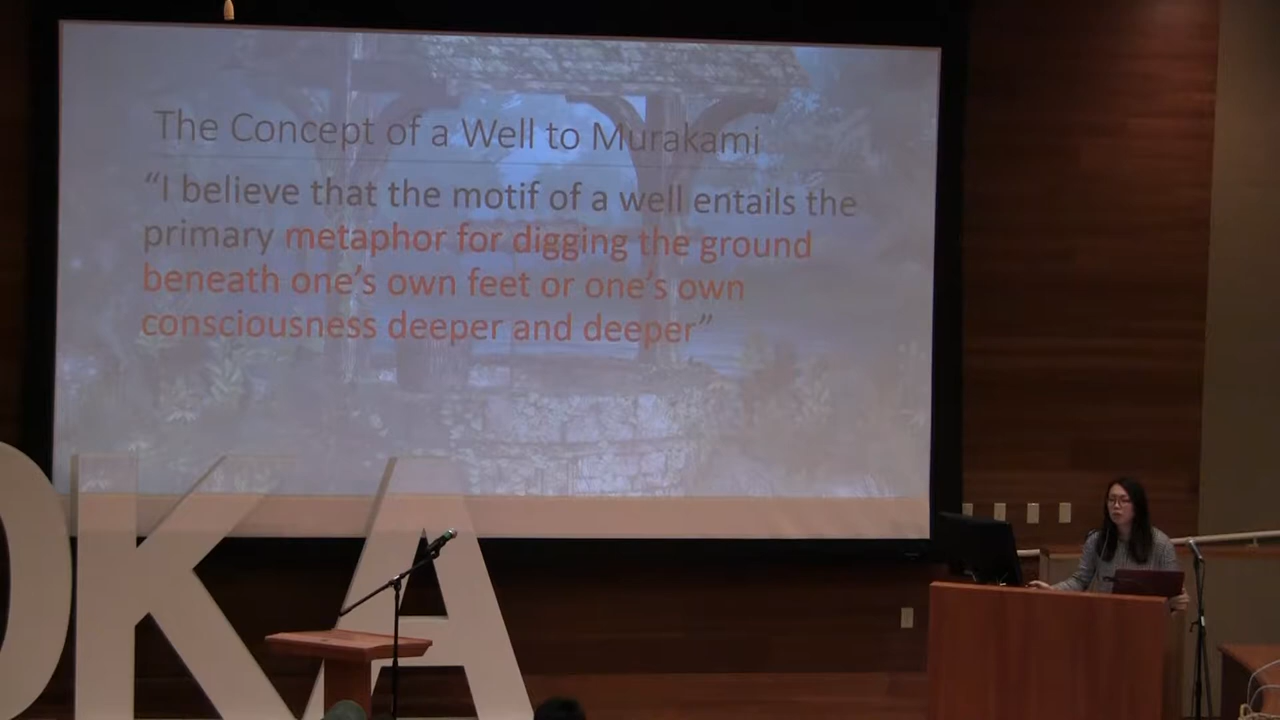 The Concept of a Well to Murakami
“I believe that the motif of a well entails the
primary metaphor for digging the ground
beneath one’s own feet or one’s own
consciousness deeper and deeper”
OKA